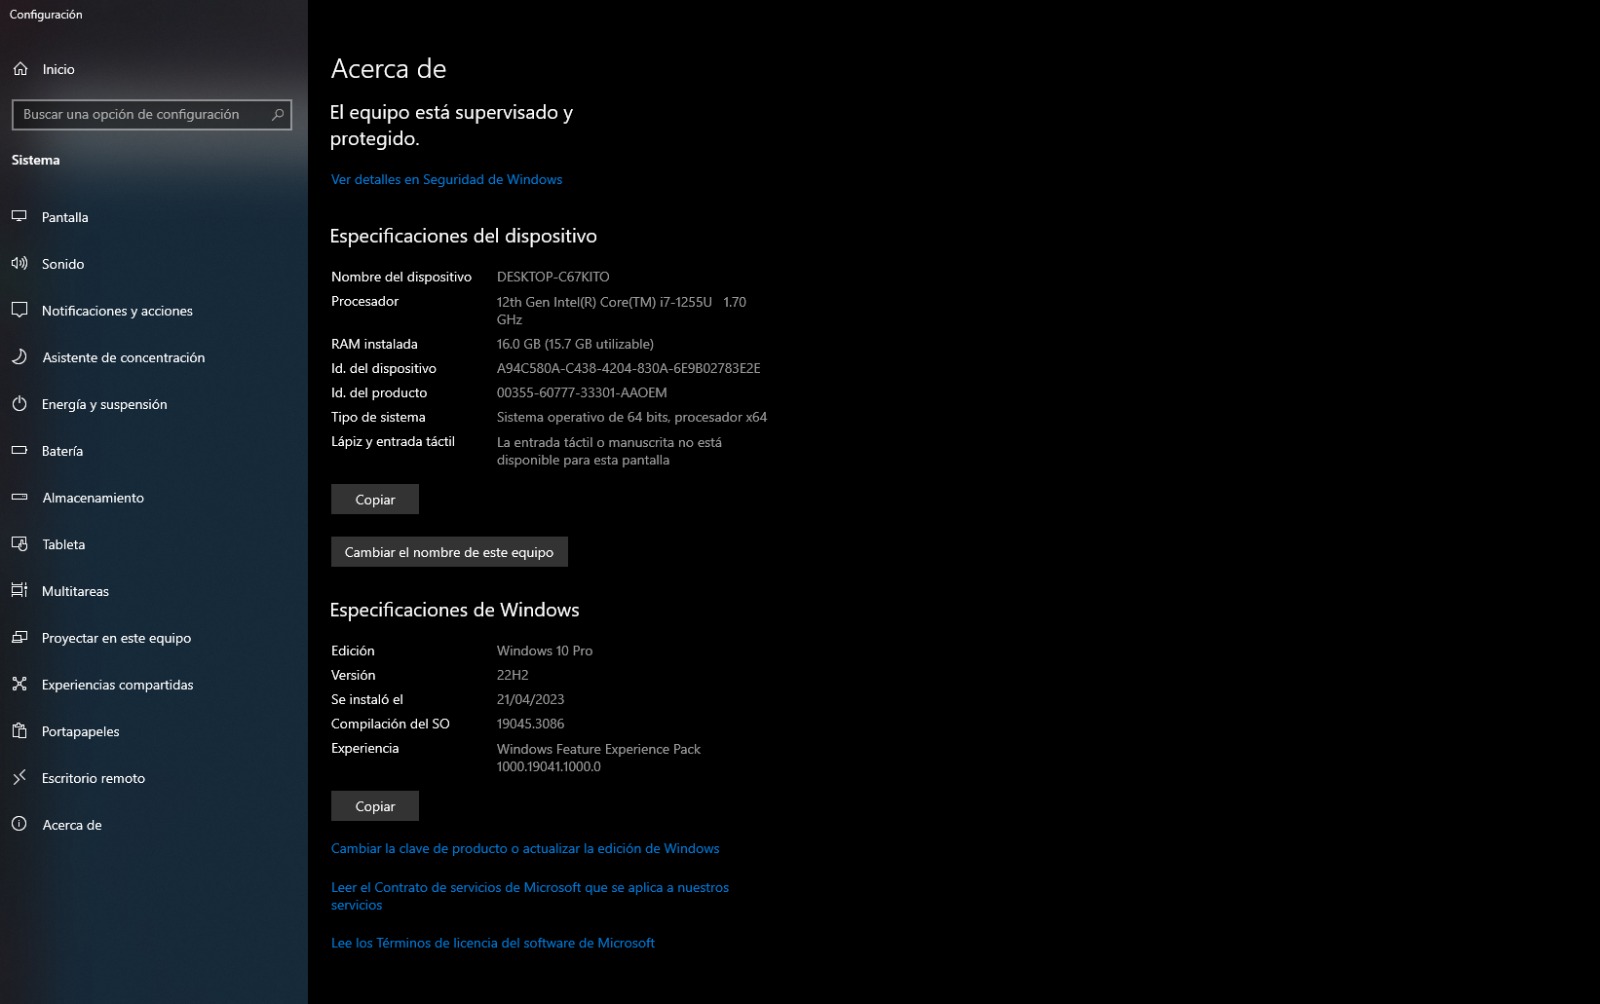 Configuración
Inicio
Buscar una opción de configuración
Sistema
Pantalla
Sonido
Notificaciones y acciones
Asistente de concentración
Energía y suspensión
Batería
Almacenamiento
Tableta
Multitareas
Proyectar en este equipo
Experiencias compartidas
Portapapeles
Escritorio remoto
Acerca de
Acerca de
El equipo está supervisado y
protegido.
Ver detalles en Seguridad de Windows
Especificaciones del dispositivo
Nombre del dispositivo DESKTOP-C67KITO
Procesador 12th Gen Intel(R) Core(TM) i7-1255U 1.70
GHz
RAM instalada 16.0 GB (15.7 GB utilizable)
Id. del dispositivo A94C580A-C438-4204-830A-6E9B02783E2E
Id. del producto 00355-60777-33301-AAOEM
Tipo de sistema Sistema operativo de 64 bits, procesador x64
Lápiz y entrada táctil La entrada táctil o manuscrita no está
disponible para esta pantalla
Copiar
Cambiar el nombre de este equipo
Especificaciones de Windows
Edición Windows 10 Pro
Versión 22H2
Se instaló el 21/04/2023
Compilación del SO 19045.3086
Experiencia Windows Feature Experience Pack
1000.19041.1000.0
Copiar
Cambiar la clave de producto o actualizar la edición de Windows
Leer el Contrato de servicios de Microsoft que se aplica a nuestros
servicios
Lee los Términos de licencia del software de Microsoft